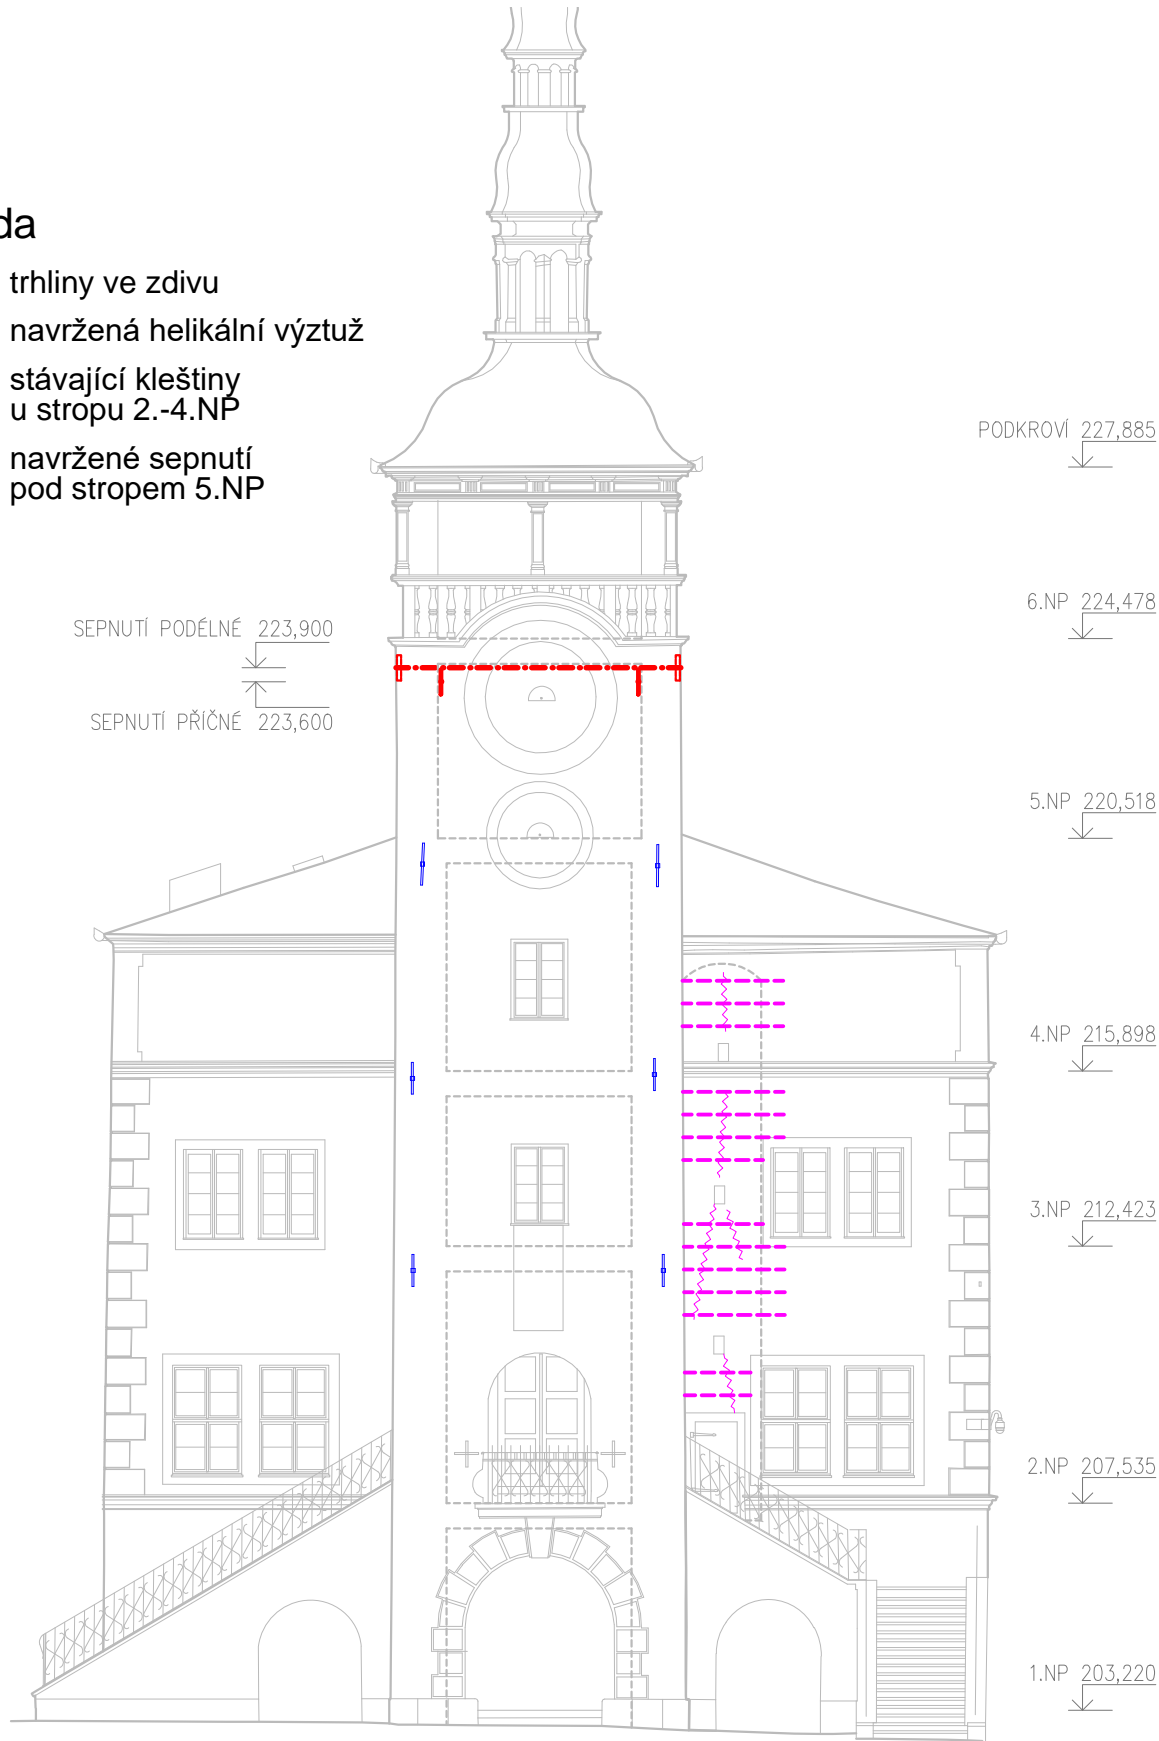 da
trhliny ve zdivu
navržená helikální výztuž
stávající kleštiny
u stropu 2.-4.NP
navržené sepnutí
pod stropem 5.NP
PODKROVÍ 227,885
6.NP 224,478
SEPNUTÍ PODÉLNÉ 223,900
SEPNUTÍ PŘÍČNÉ 223,600
5.NP 220,518
4.NP 215,898
3.NP 212,423
2.NP 207,535
1.NP 203,220